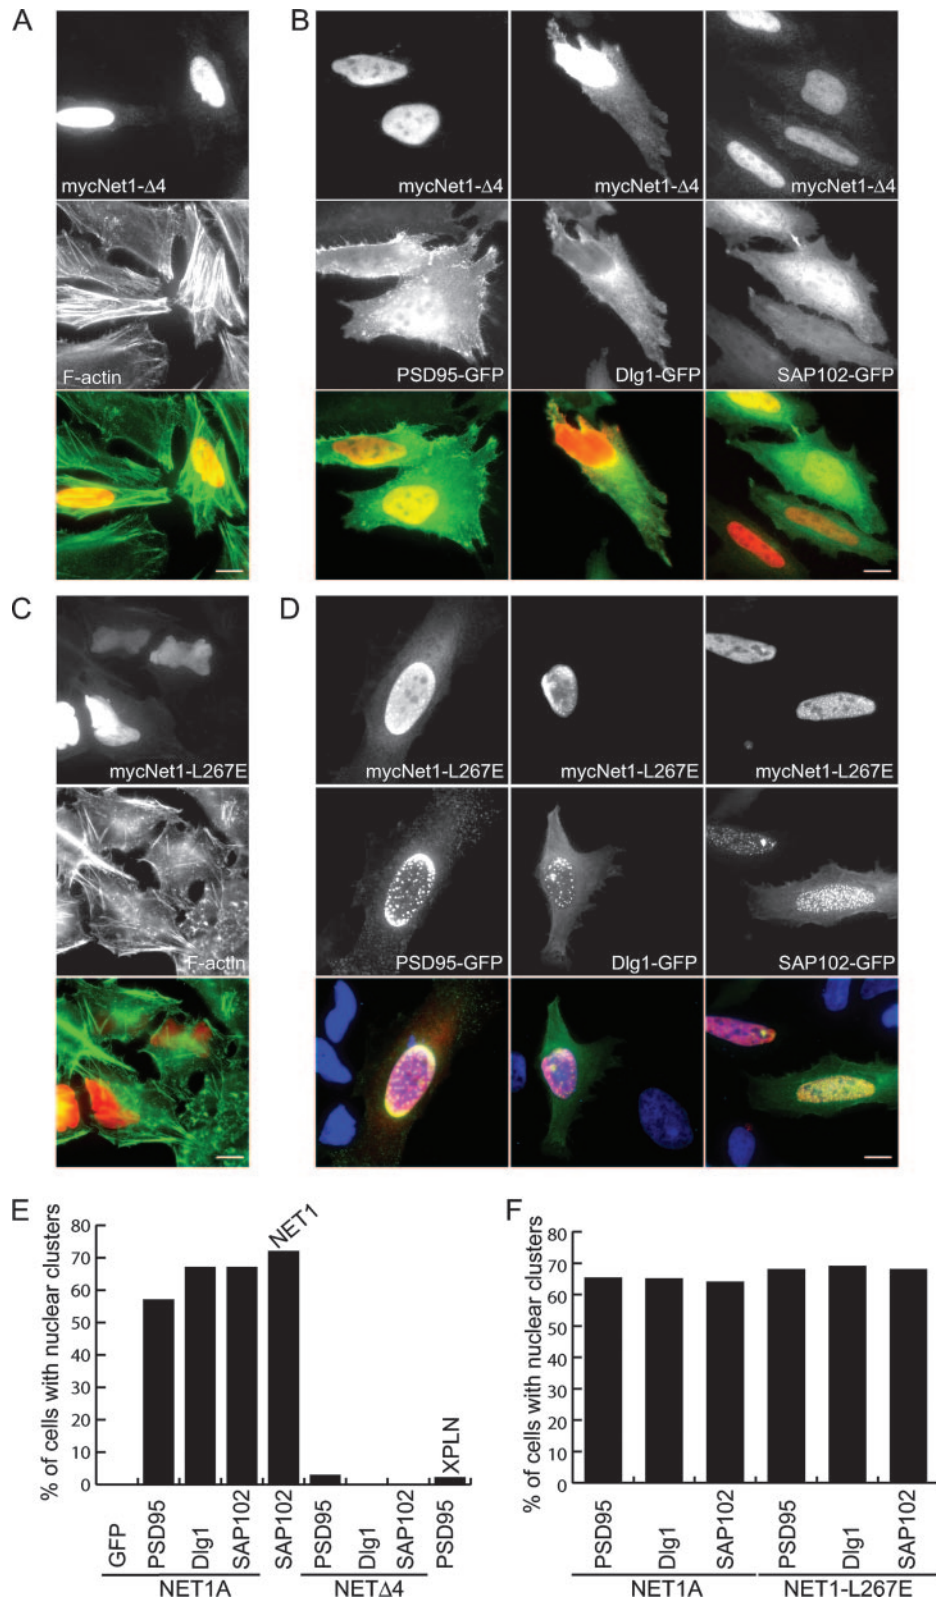 A
B
mycNet1-Δ4
mycNet1-Δ4
mycNet1-Δ4
mycNet1-Δ4
F-actin
PSD95-GFP
Dlg1-GFP
SAP102-GFP
C
D
mycNet1-L267E
mycNet1-L267E
mycNet1-L267E
mycNet1-L267E
F-actin
PSD95-GFP
Dlg1-GFP
SAP102-GFP
E
% of cells with nuclear clusters
80
70
60
50
40
30
20
10
0
NET1
XPLN
GFP
PSD95
Dlg1
SAP102
SAP102
PSD95
Dlg1
SAP102
PSD95
NET1A
NETΔ4
F
% of cells with nuclear clusters
80
70
60
50
40
30
20
10
0
PSD95
Dlg1
SAP102
PSD95
Dlg1
SAP102
NET1A
NET1-L267E